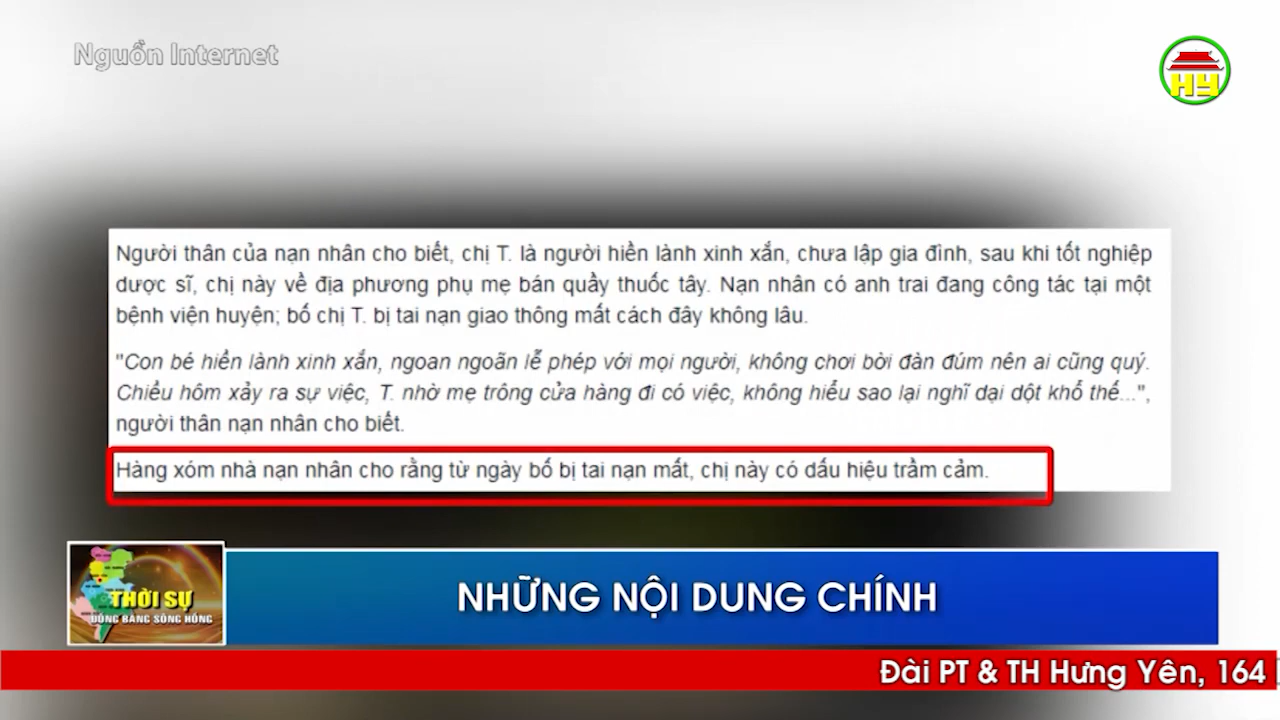 Nguồn Internet
HY
Người thân của nạn nhân cho biết, chị T. là người hiền lành xinh xắn, chưa lập gia đình, sau khi tốt nghiệp
dược sĩ, chị này về địa phương phụ mẹ bán quầy thuốc tây. Nạn nhân có anh trai đang công tác tại một
bệnh viện huyện; bố chị T. bị tai nạn giao thông mất cách đây không lâu.
"Con bé hiền lành xinh xắn, ngoan ngoãn lễ phép với mọi người, không chơi bời đàn đúm nên ai cũng quý.
Chiều hôm xảy ra sự việc, T. nhờ mẹ trông cửa hàng đi có việc, không hiểu sao lại nghĩ dại dột khổ thế...",
người thân nạn nhân cho biết.
Hàng xóm nhà nạn nhân cho rằng từ ngày bố bị tai nạn mất, chị này có dấu hiệu trầm cảm.
THỜI SỰ
ĐỒNG BẰNG SÔNG HỒNG
NHỮNG NỘI DUNG CHÍNH
Đài PT & TH Hưng Yên, 164